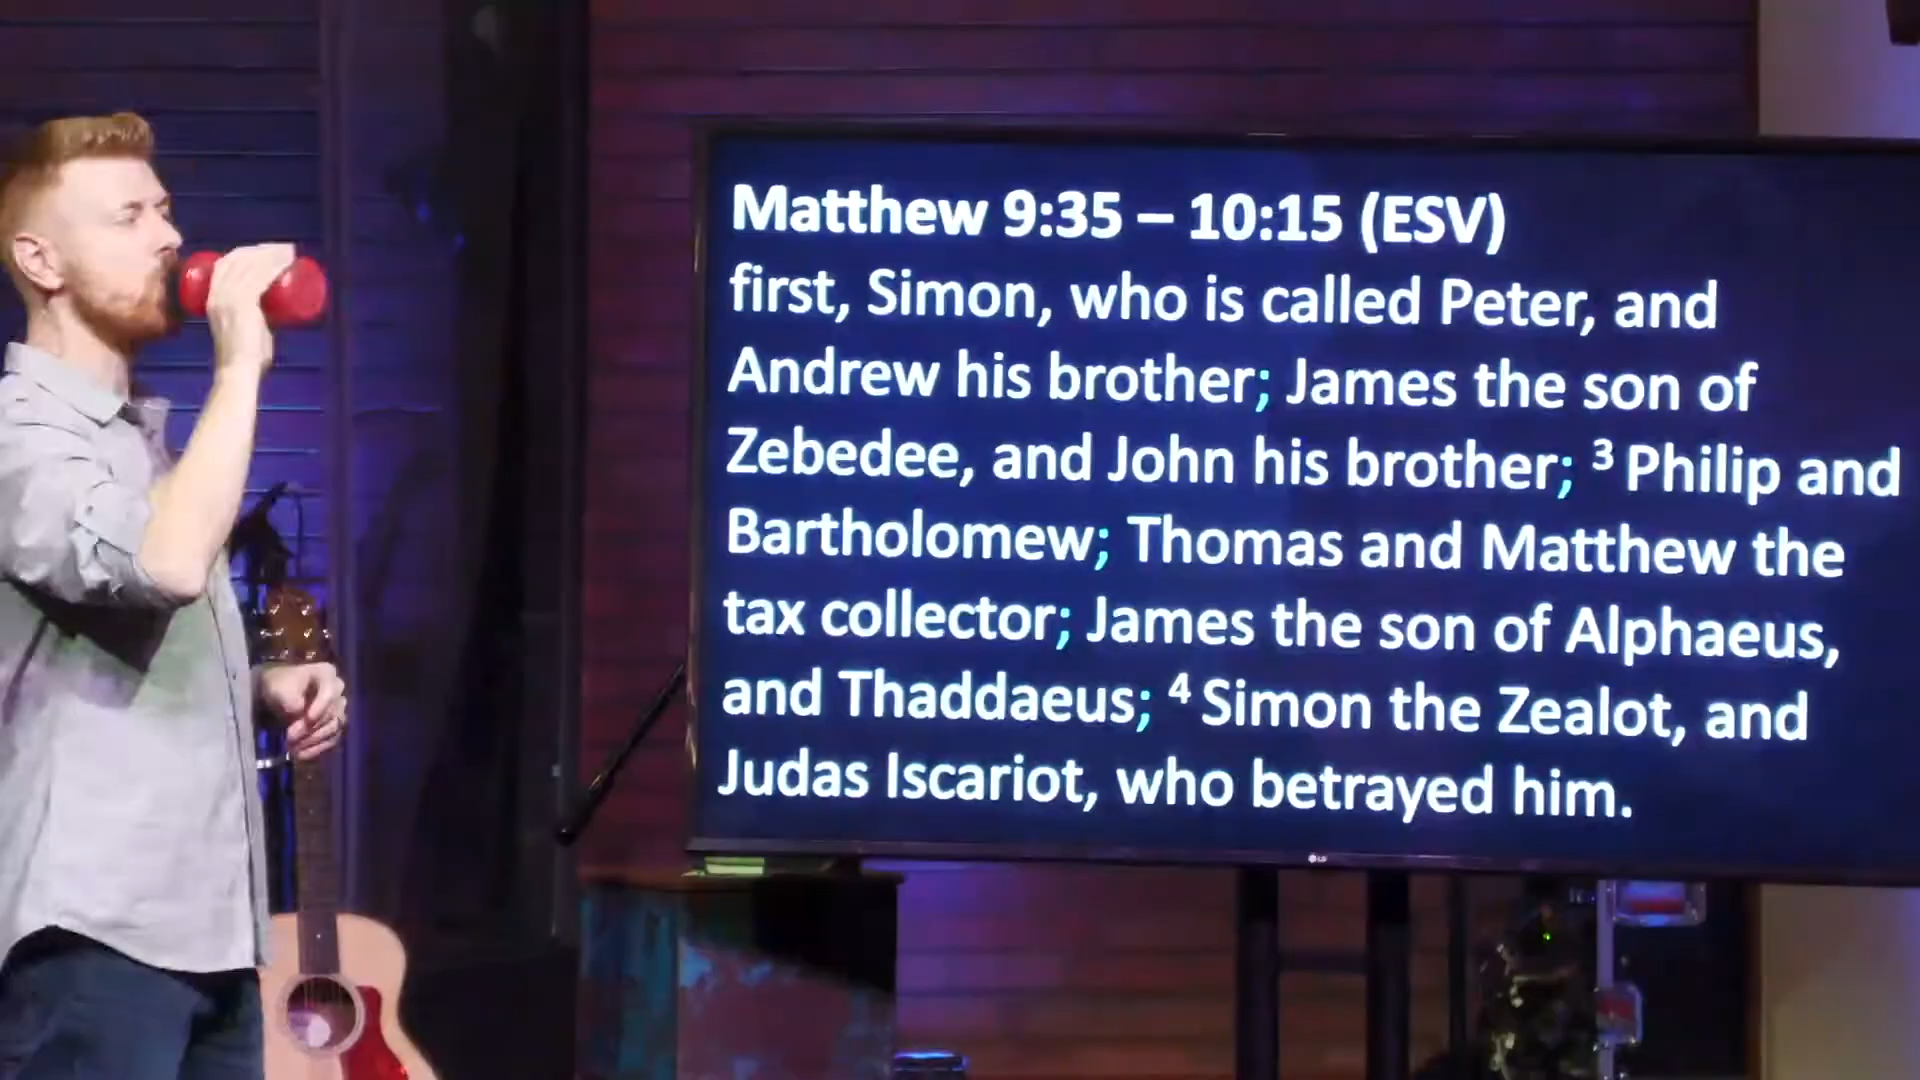 Matthew 9:35 – 10:15 (ESV)
first, Simon, who is called Peter, and
Andrew his brother; James the son of
Zebedee, and John his brother; ³ Philip and
Bartholomew; Thomas and Matthew the
tax collector; James the son of Alphaeus,
and Thaddaeus; ⁴ Simon the Zealot, and
Judas Iscariot, who betrayed him.
LG